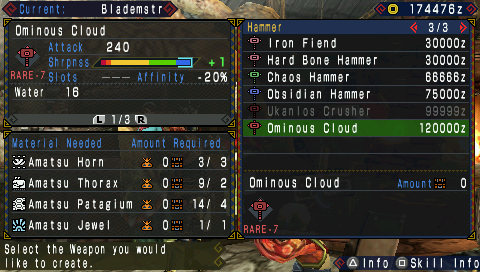 Current: Blademstr
174476z
Ominous Cloud
Attack 240
Shrpnss +1
RARE-7 Slots --- Affinity -20%
Water 16
L 1/3 R
Material Needed Amount Required
Amatsu Horn 0 3/ 3
Amatsu Thorax 0 9/ 2
Amatsu Patagium 0 14/ 4
Amatsu Jewel 0 1/ 1
Select the Weapon you would
like to create.
Hammer 3/3
Iron Fiend 30000z
Hard Bone Hammer 30000z
Chaos Hammer 66666z
Obsidian Hammer 75000z
Ukanlos Crusher 99999z
Ominous Cloud 120000z
Ominous Cloud Amount 0
RARE-7
Info Skill Info